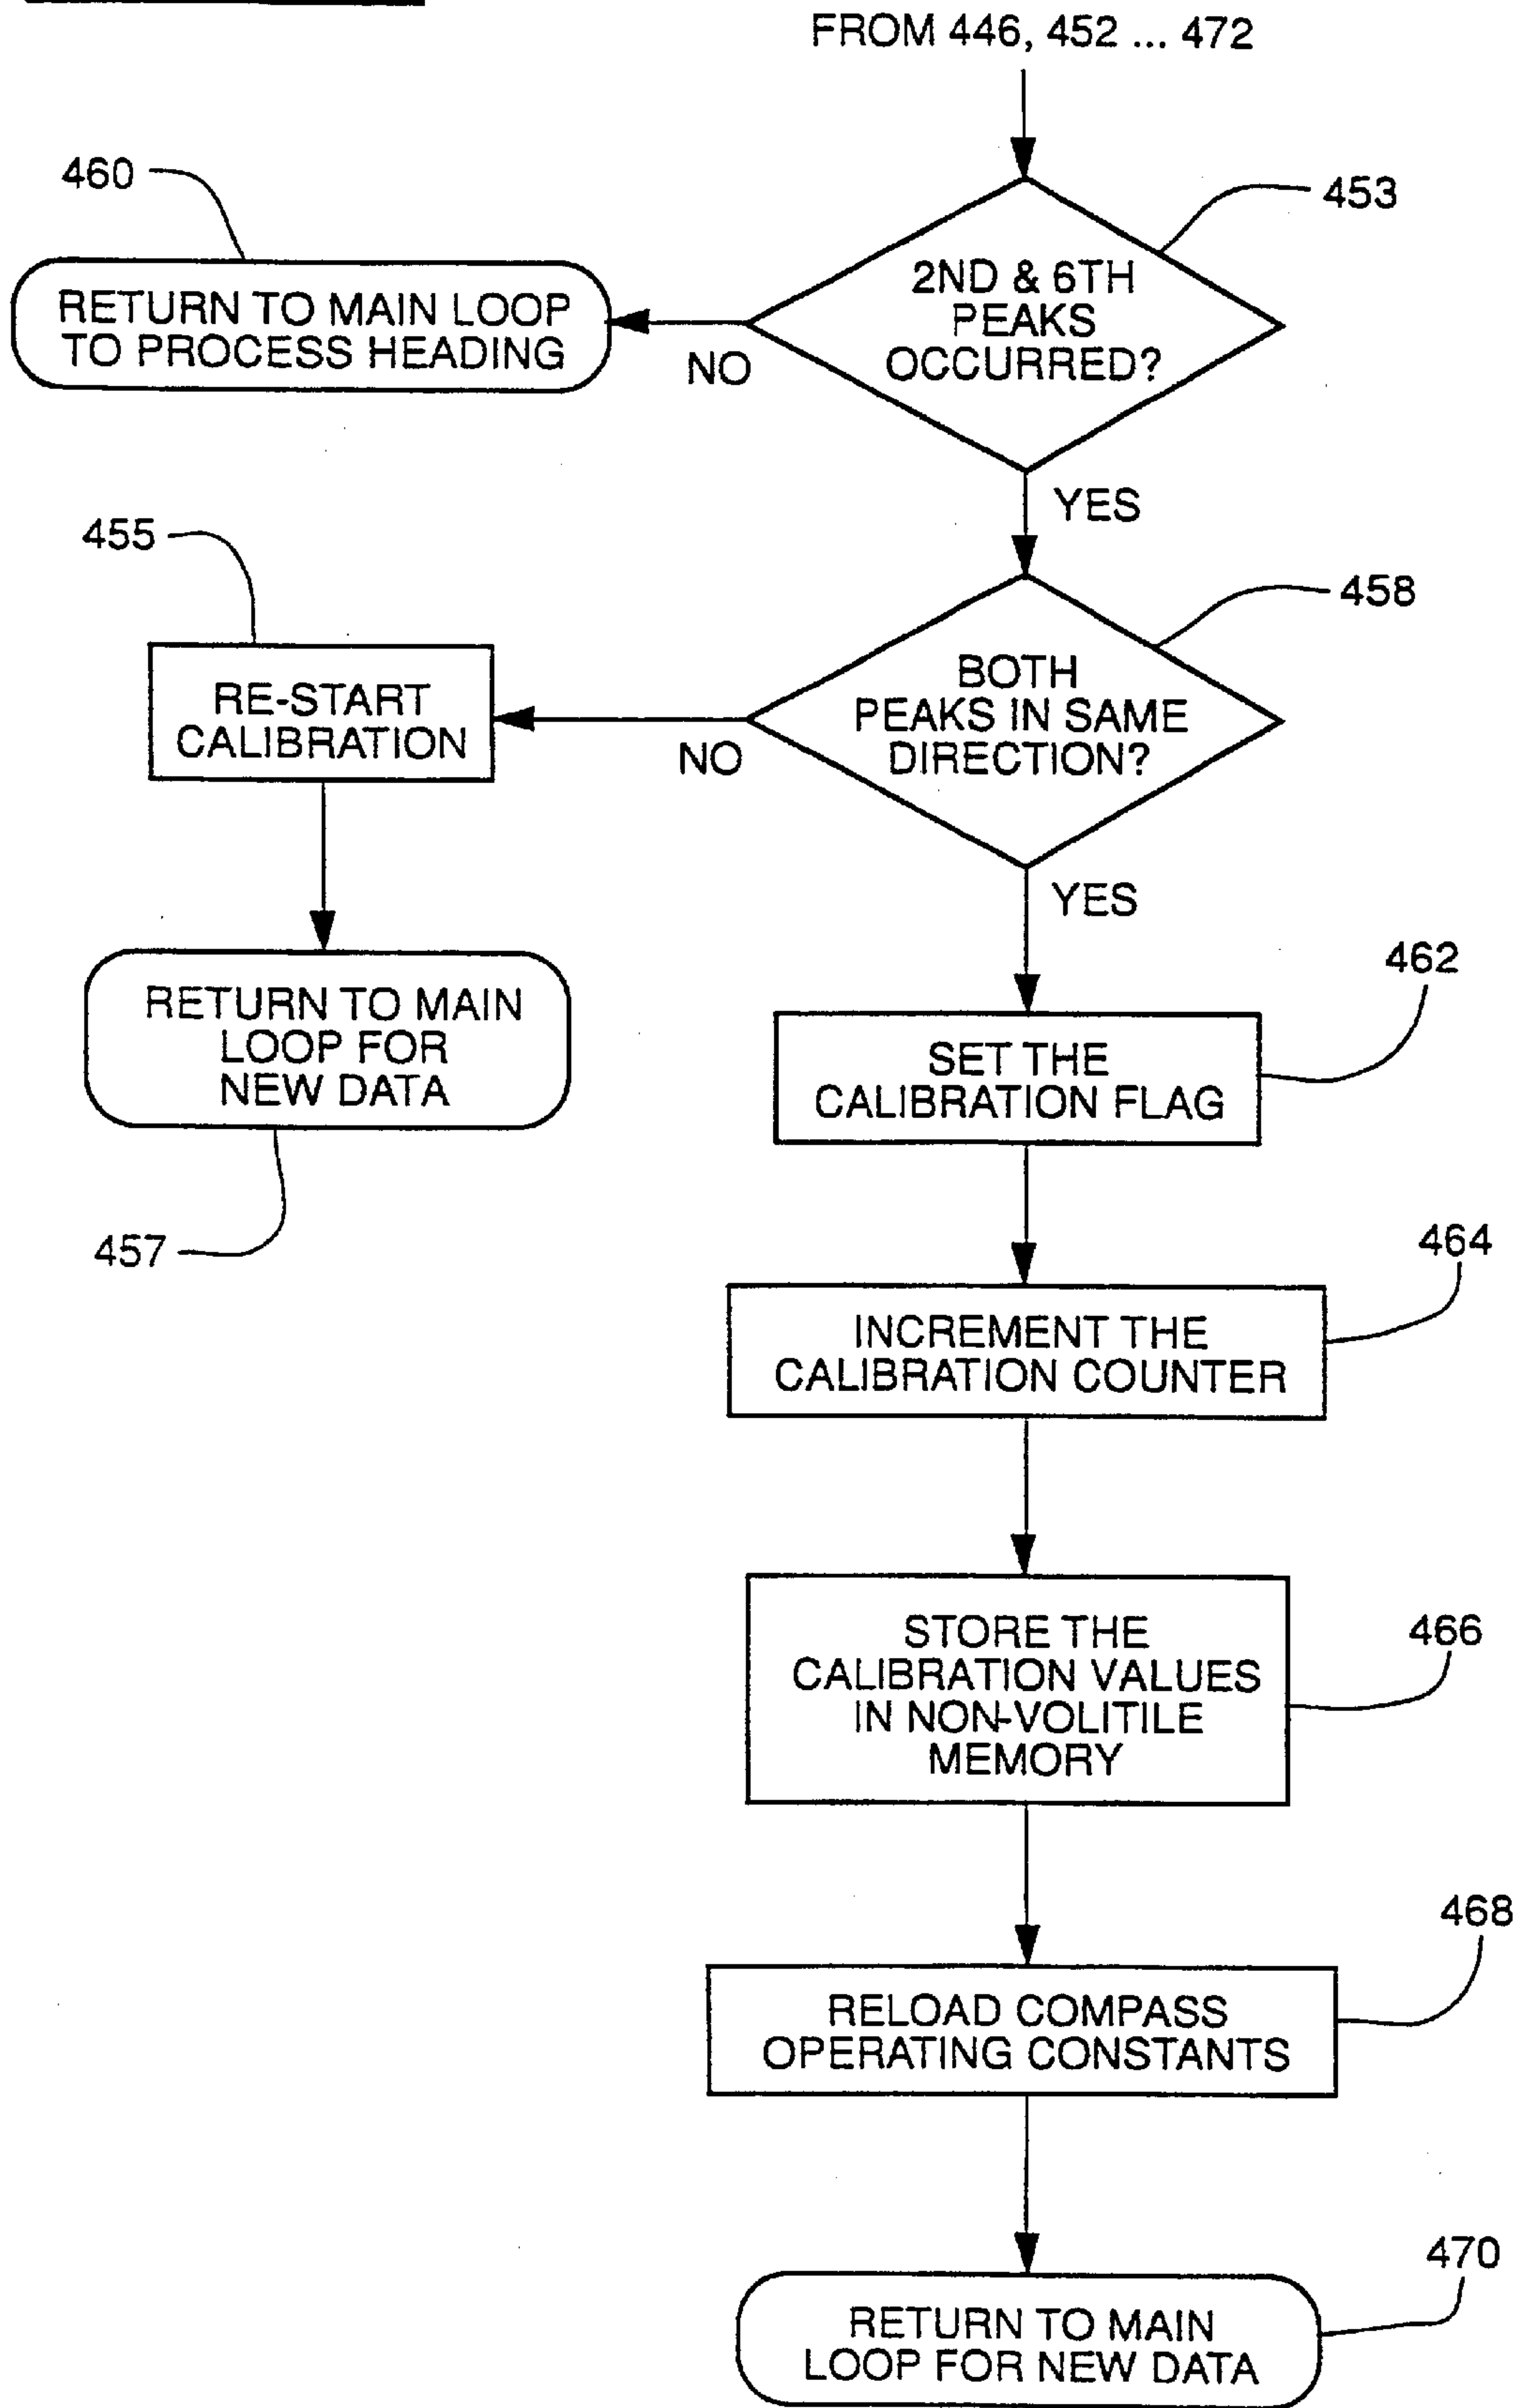 FROM 446, 452 ... 472
460
453
2ND & 6TH
PEAKS
OCCURRED?
RETURN TO MAIN LOOP
TO PROCESS HEADING
NO
YES
455
458
BOTH
PEAKS IN SAME
DIRECTION?
RE-START
CALIBRATION
NO
YES
462
RETURN TO MAIN
LOOP FOR
NEW DATA
SET THE
CALIBRATION FLAG
457
464
INCREMENT THE
CALIBRATION COUNTER
466
STORE THE
CALIBRATION VALUES
IN NON-VOLITILE
MEMORY
468
RELOAD COMPASS
OPERATING CONSTANTS
470
RETURN TO MAIN
LOOP FOR NEW DATA